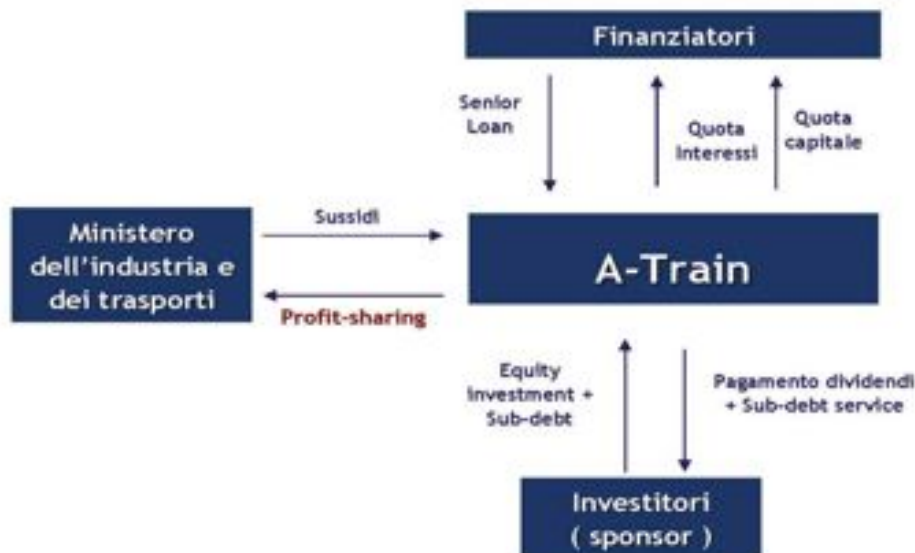 Finanziatori
Senior
Loan
Quota
Interessi
Quota
capitale
Ministero
dell'industria e
dei trasporti
Sussidi
A-Train
Profit-sharing
Equity
investment +
Sub-debt
Pagamento dividendi
+ Sub-debt service
Investitori
( sponsor )